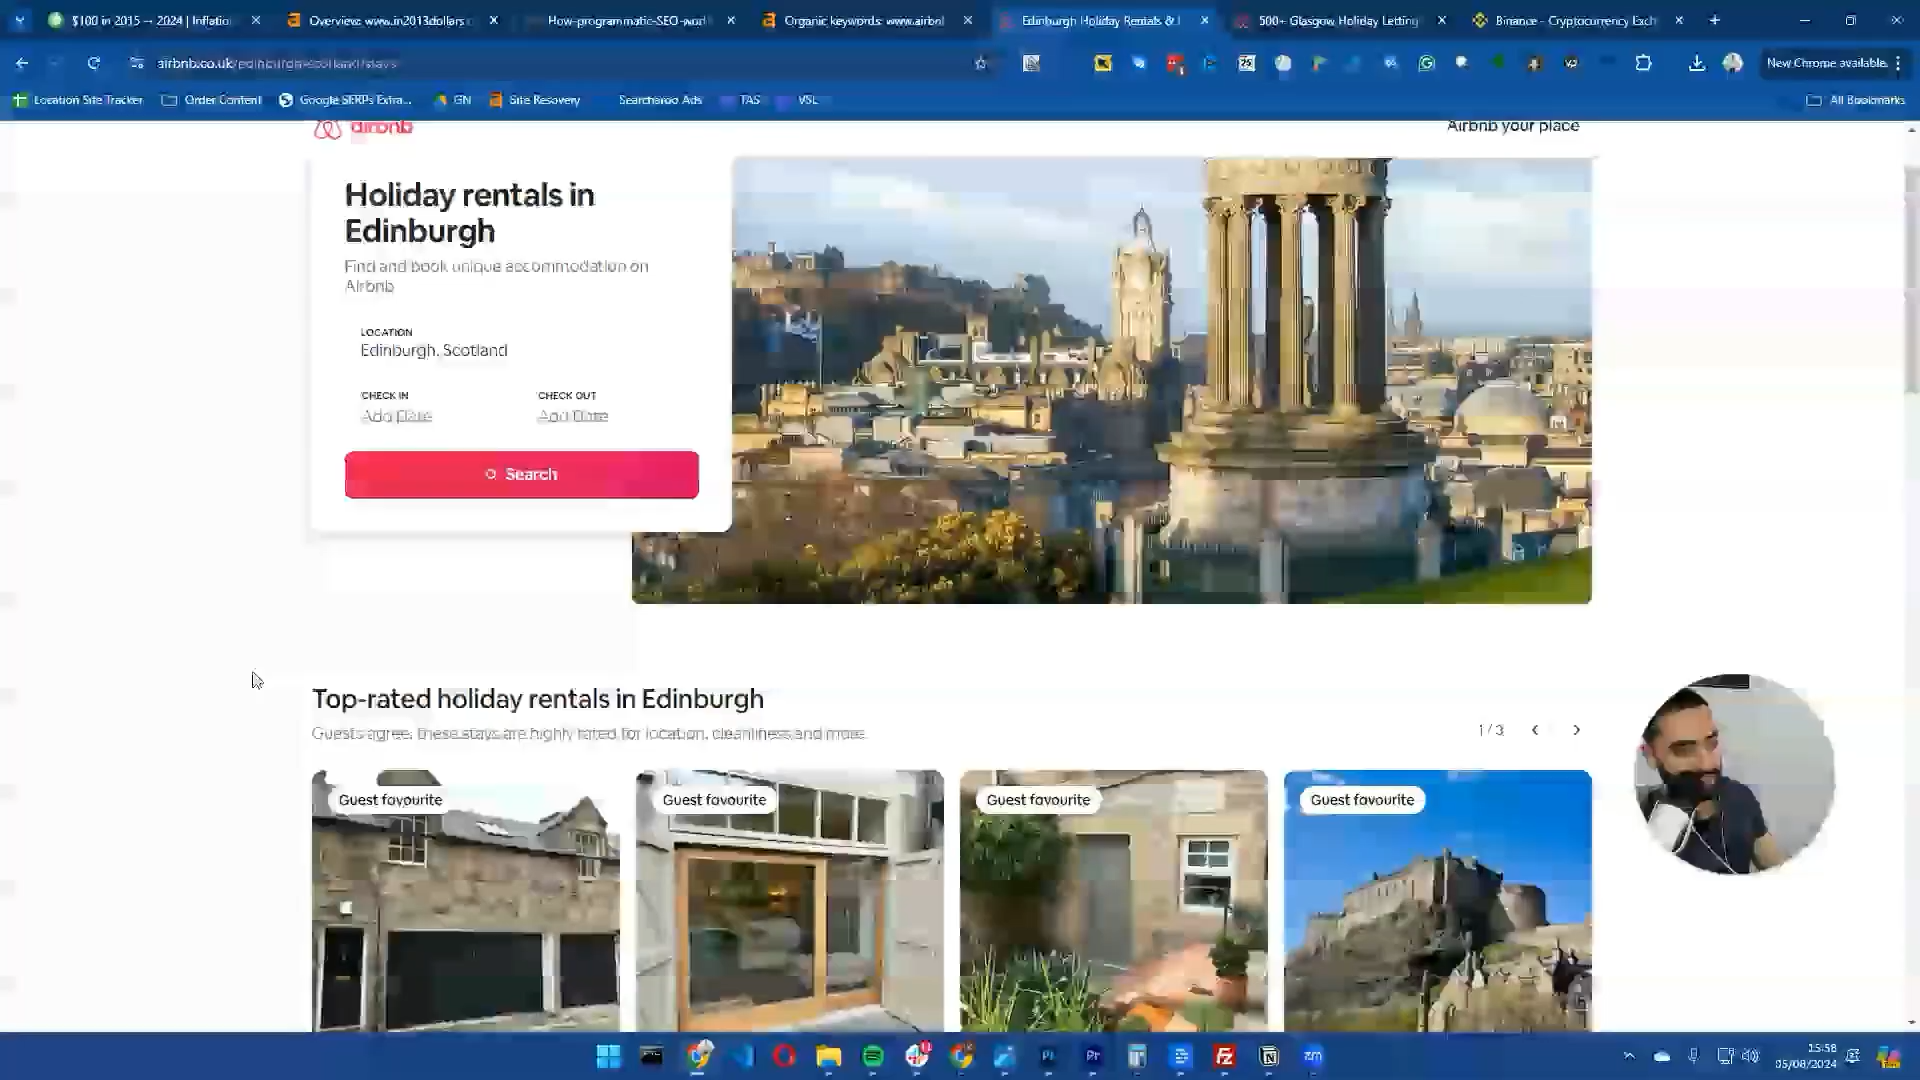 $100 in 2015 → 2024 | Inflatio
Overview: www.in2013dollars
How-programmatic-SEO-wor
Organic keywords: www.airbn
Edinburgh Holiday Rentals &
500+ Glasgow Holiday Letting
Binance - Cryptocurrency Exch
airbnb.co.uk/edinburgh-scotland/stays
New Chrome available
Location Site Tracker
Order Content
Google SERPs Extra...
GN
Site Recovery
Searcharoo Ads
TAS
VSL
All Bookmarks
airbnb
Airbnb your place
Holiday rentals in
Edinburgh
Find and book unique accommodation on
Airbnb
LOCATION
Edinburgh, Scotland
CHECK IN
CHECK OUT
Add Date
Add Date
Search
Top-rated holiday rentals in Edinburgh
Guests agree: these stays are highly rated for location, cleanliness and more.
1 / 3
Guest favourite
Guest favourite
Guest favourite
Guest favourite
15:58
05/08/2024